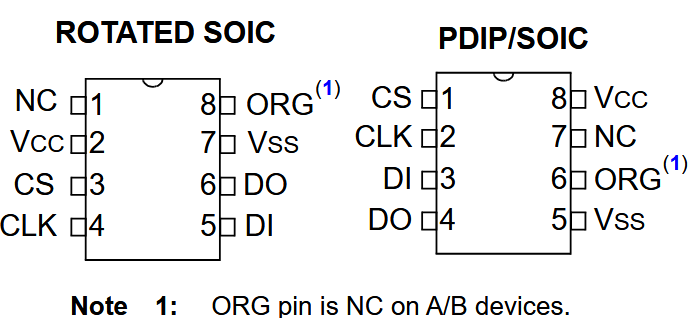 ROTATED SOIC
NC 1 8 ORG(1)
VCC 2 7 VSS
CS 3 6 DO
CLK 4 5 DI
PDIP/SOIC
CS 1 8 VCC
CLK 2 7 NC
DI 3 6 ORG(1)
DO 4 5 VSS
Note 1: ORG pin is NC on A/B devices.